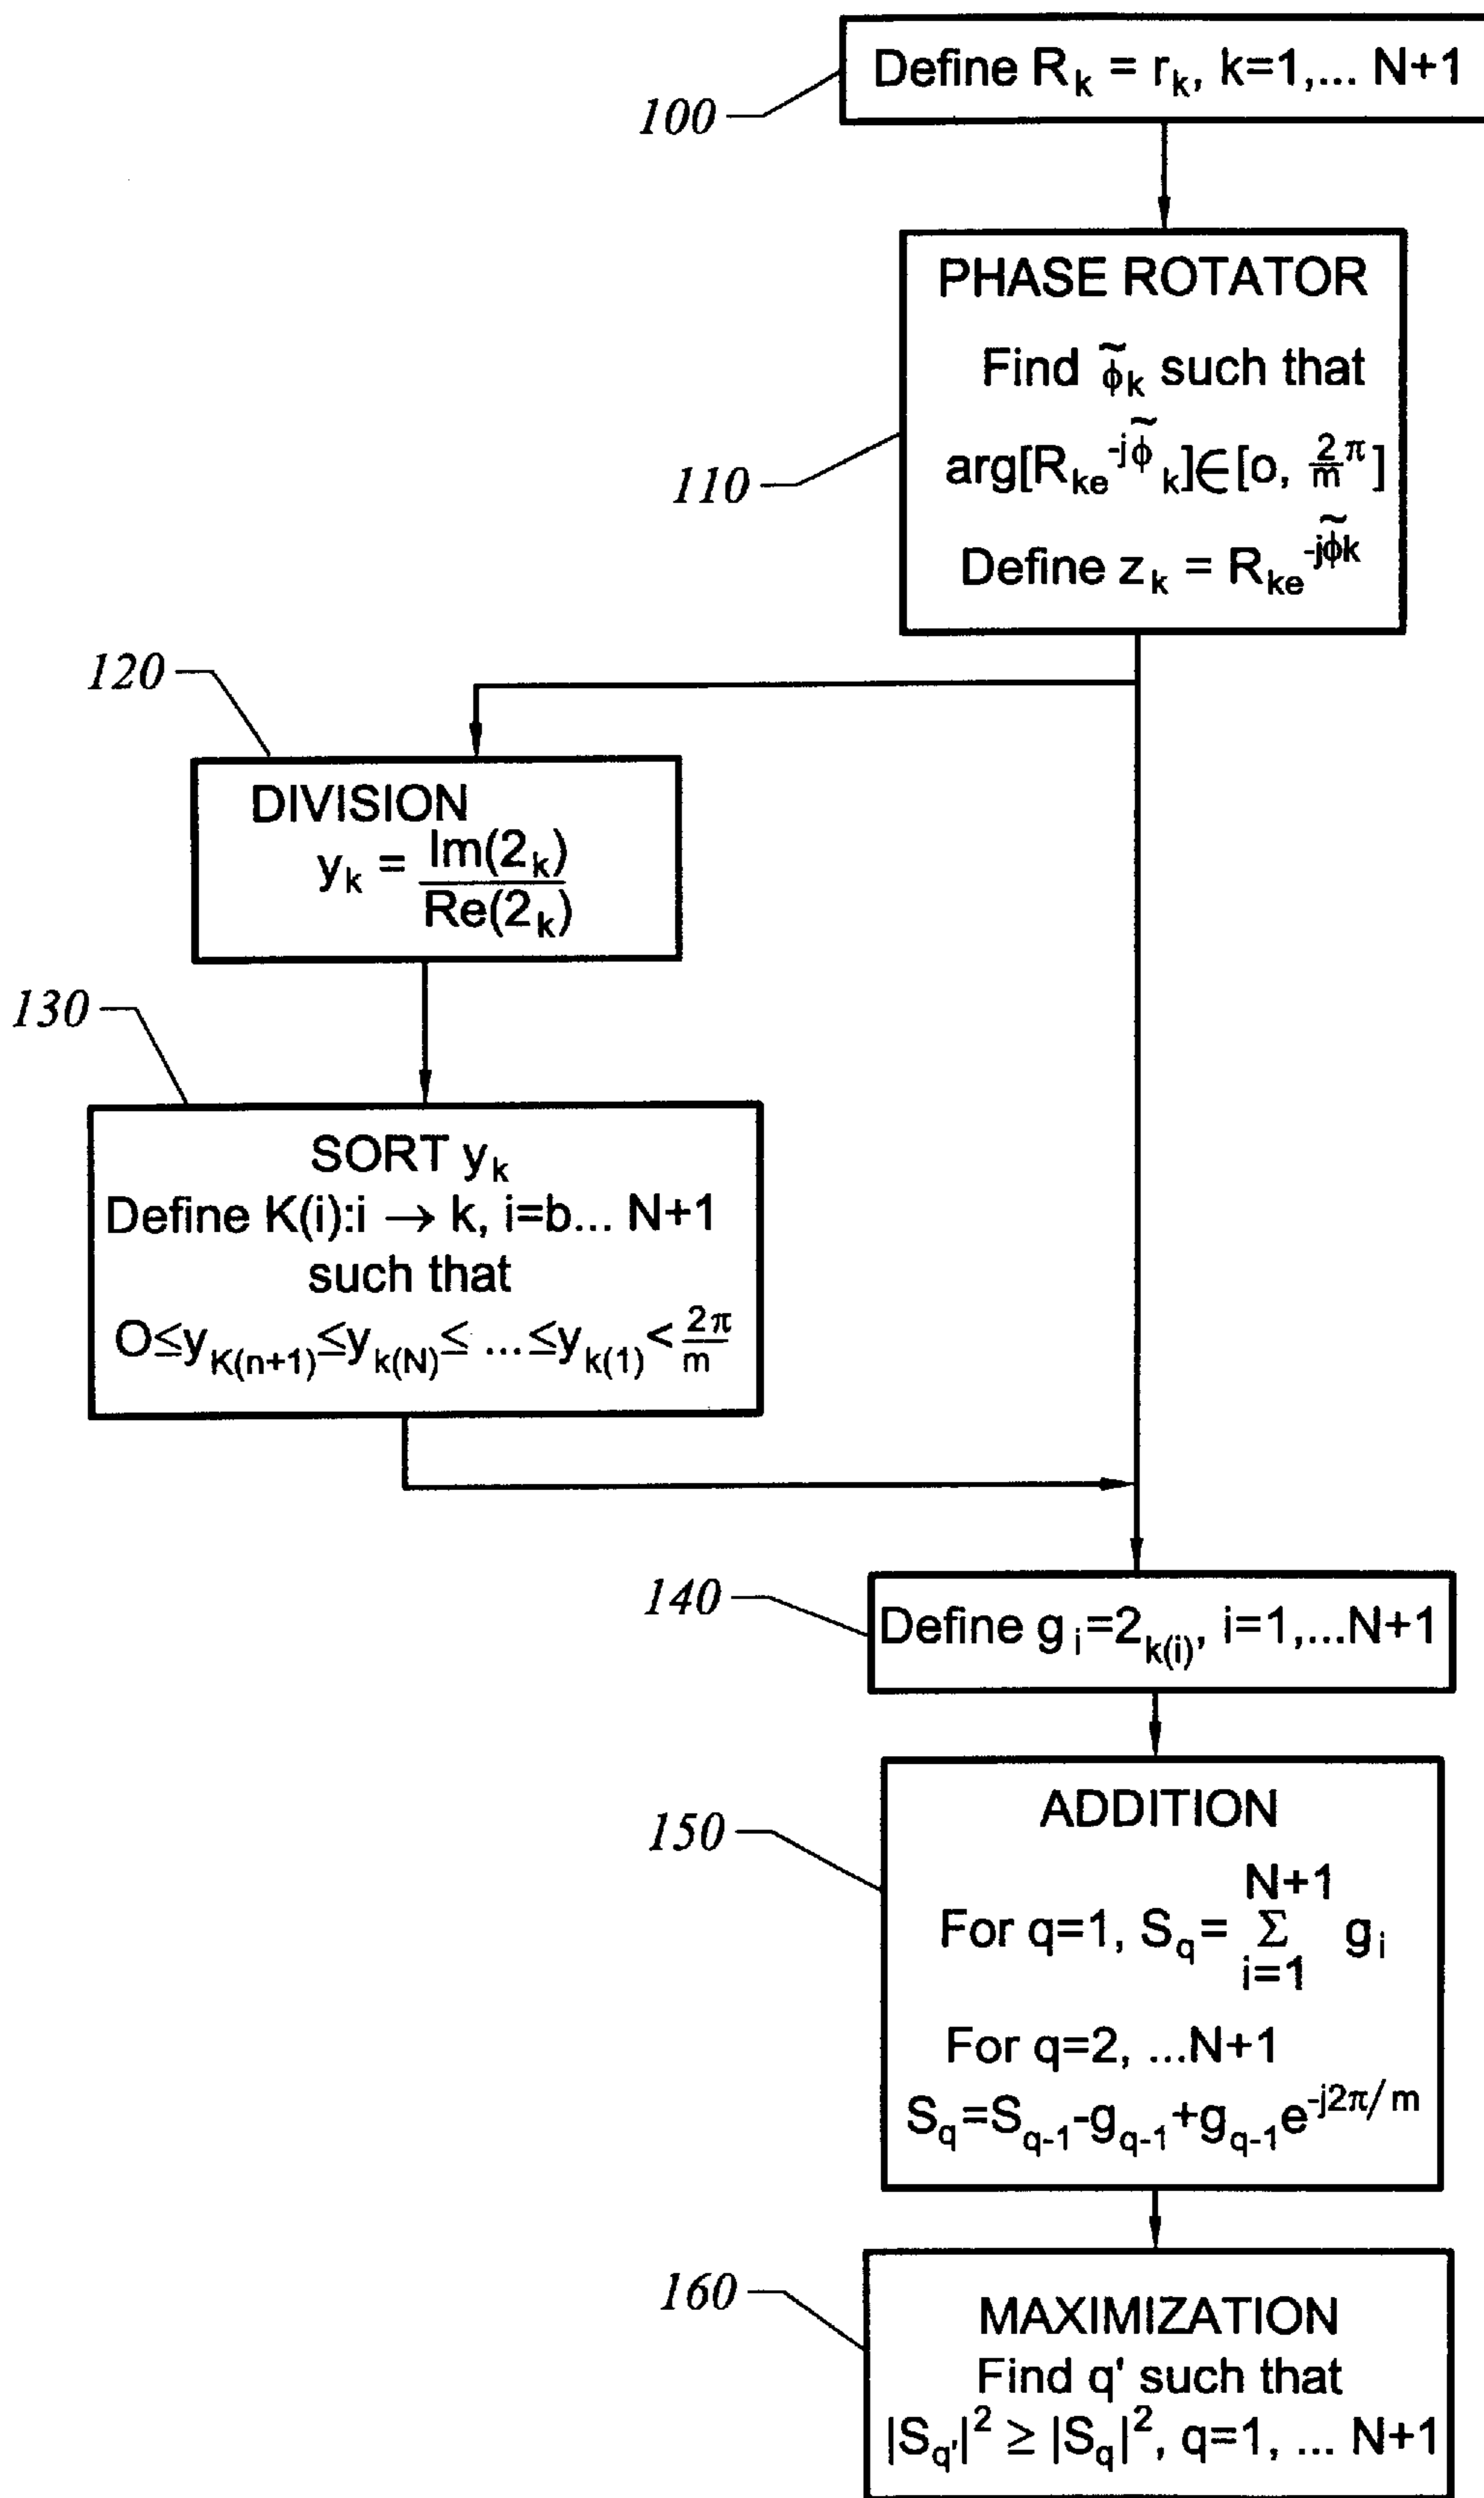 100
Define R_k = r_k, k=1,... N+1
110
PHASE ROTATOR
Find φ̃_k such that
arg[R_ke^-jφ̃_k]∈[o, 2/m π]
Define z_k = R_ke^-jφ̃k
120
DIVISION
y_k = Im(2_k)/Re(2_k)
130
SORT y_k
Define K(i):i → k, i=b... N+1
such that
O≤y_K(n+1)≤y_k(N)≤ ...≤y_k(1) < 2π/m
140
Define g_i=2_k(i), i=1,...N+1
150
ADDITION
For q=1, S_q= Σ_{i=1}^{N+1} g_i
For q=2, ...N+1
S_q=S_q-1-g_q-1+g_q-1e^-j2π/m
160
MAXIMIZATION
Find q' such that
|S_q'|² ≥ |S_q|², q=1, ... N+1